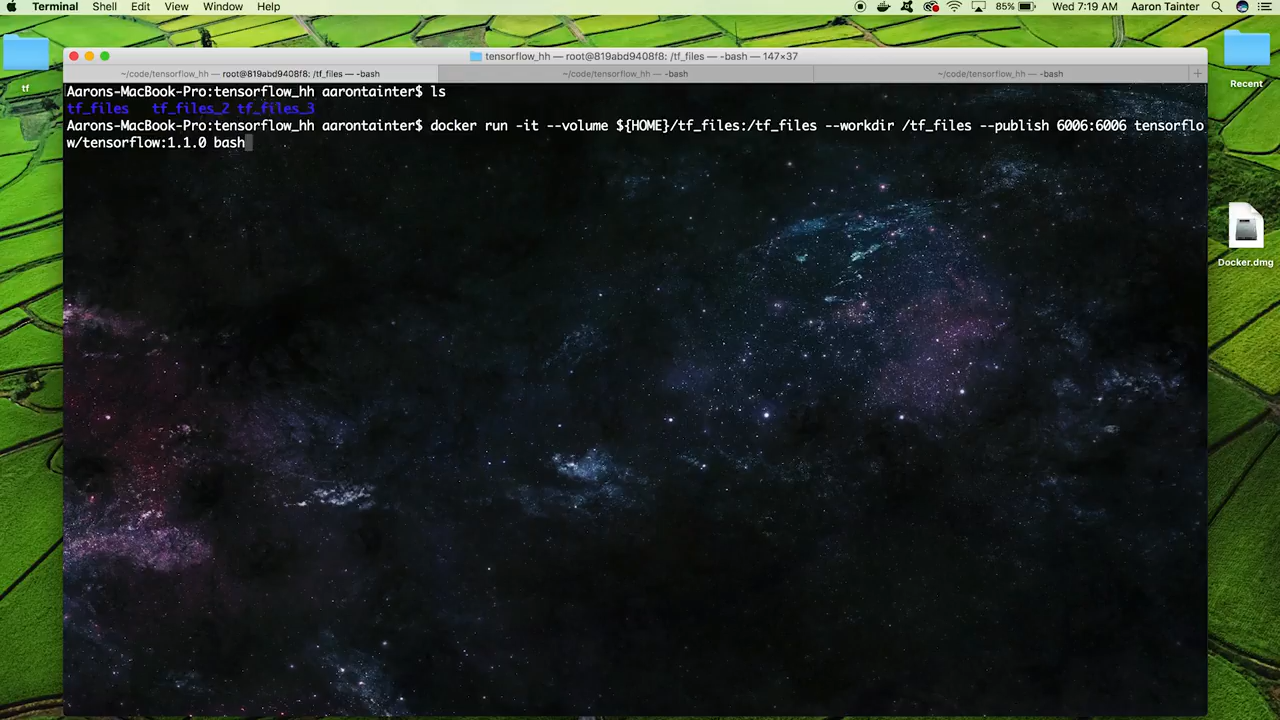 Terminal Shell Edit View Window Help 85% Wed 7:19 AM Aaron Tainter
tensorflow_hh — root@819abd9408f8: /tf_files — -bash — 147×37
~/code/tensorflow_hh — root@819abd9408f8: /tf_files — -bash ~/code/tensorflow_hh — -bash ~/code/tensorflow_hh — -bash +
Aarons-MacBook-Pro:tensorflow_hh aarontainter$ ls
tf_files tf_files_2 tf_files_3
Aarons-MacBook-Pro:tensorflow_hh aarontainter$ docker run -it --volume ${HOME}/tf_files:/tf_files --workdir /tf_files --publish 6006:6006 tensorflo
w/tensorflow:1.1.0 bash
tf
Recent
Docker.dmg